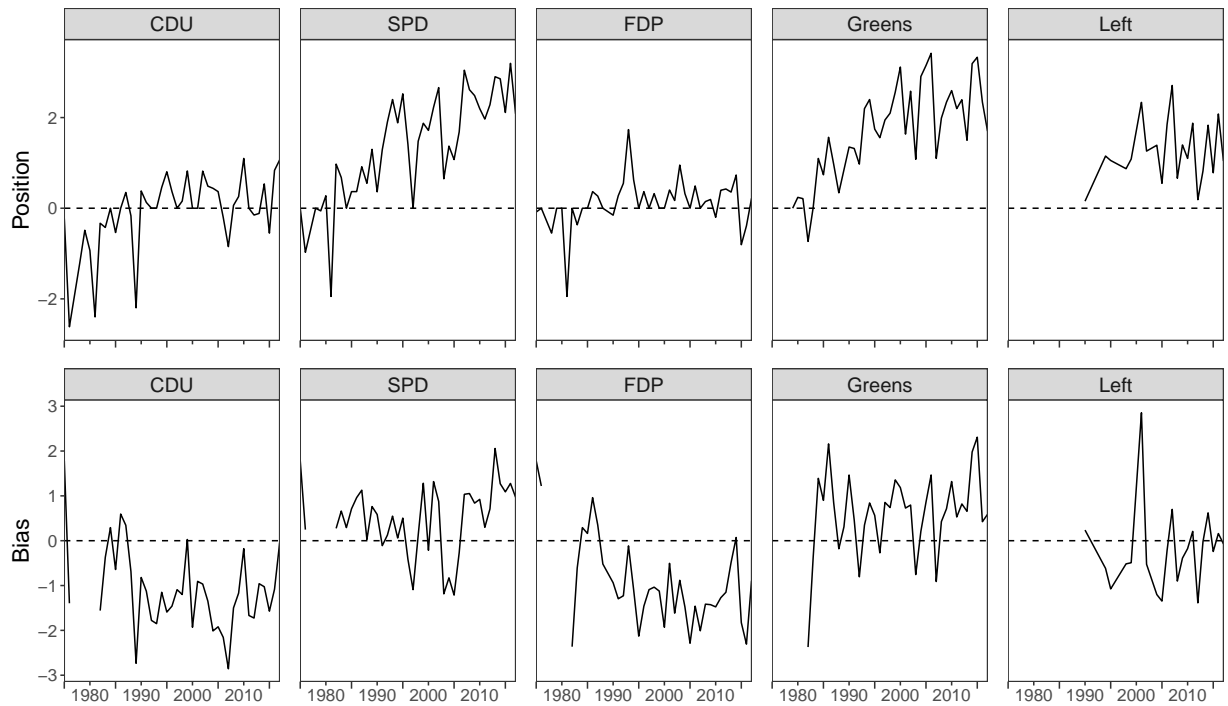 CDU SPD FDP Greens Left
Position
2
0
−2
CDU SPD FDP Greens Left
Bias
3
2
1
0
−1
−2
−3
1980 1990 2000 2010 1980 1990 2000 2010 1980 1990 2000 2010 1980 1990 2000 2010 1980 1990 2000 2010